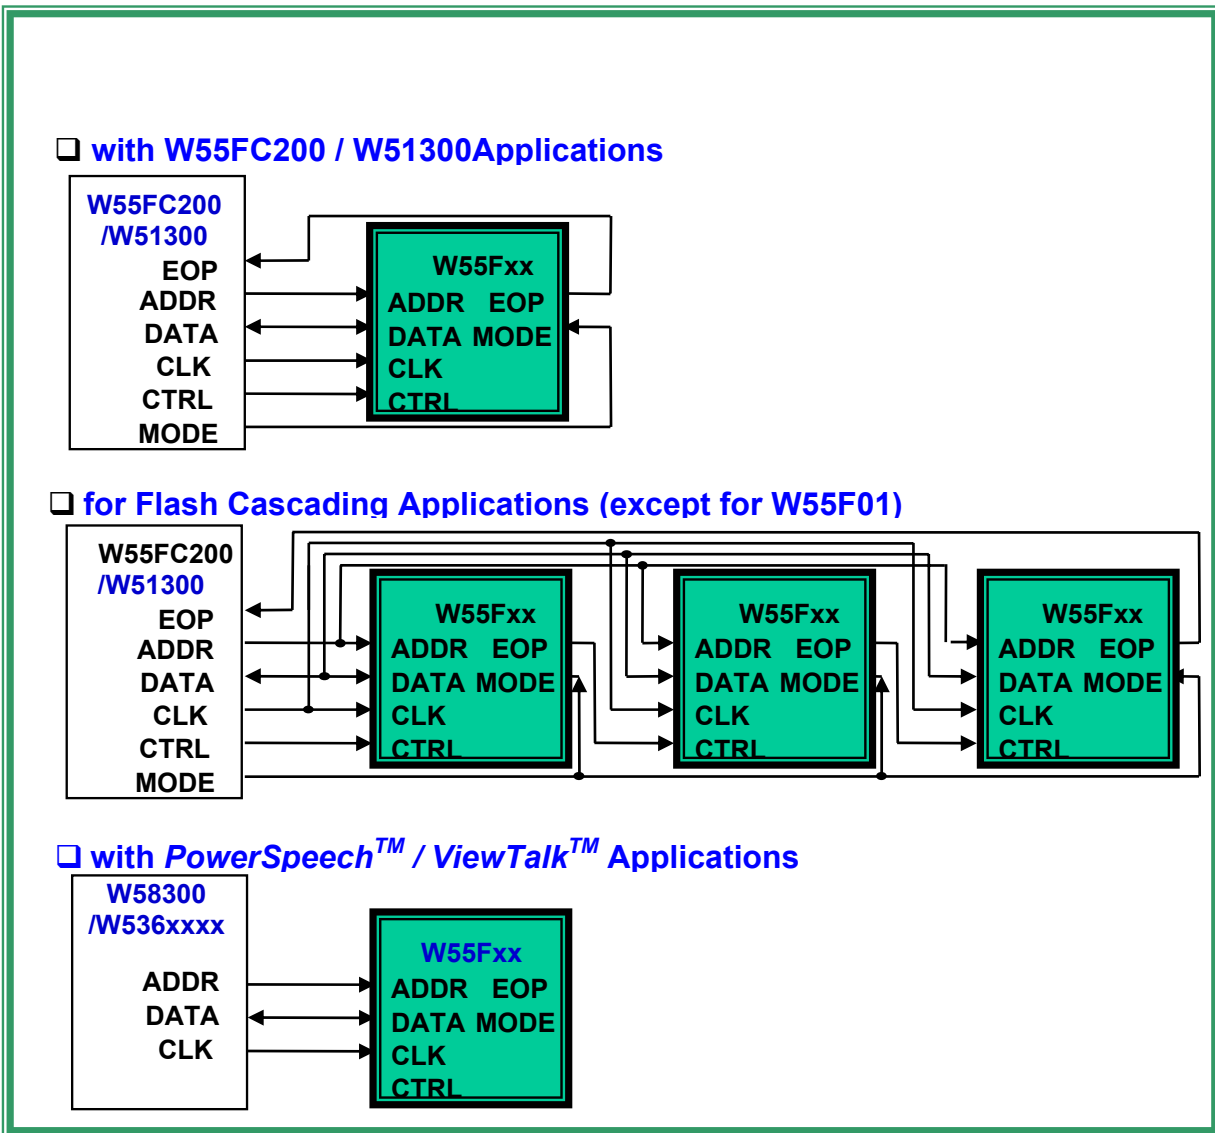 ❑ with W55FC200 / W51300Applications
W55FC200
/W51300
EOP
ADDR
DATA
CLK
CTRL
MODE
W55Fxx
ADDR EOP
DATA MODE
CLK
CTRL
❑ for Flash Cascading Applications (except for W55F01)
W55FC200
/W51300
EOP
ADDR
DATA
CLK
CTRL
MODE
W55Fxx
ADDR EOP
DATA MODE
CLK
CTRL
W55Fxx
ADDR EOP
DATA MODE
CLK
CTRL
W55Fxx
ADDR EOP
DATA MODE
CLK
CTRL
❑ with PowerSpeech™ / ViewTalk™ Applications
W58300
/W536xxxx
ADDR
DATA
CLK
W55Fxx
ADDR EOP
DATA MODE
CLK
CTRL